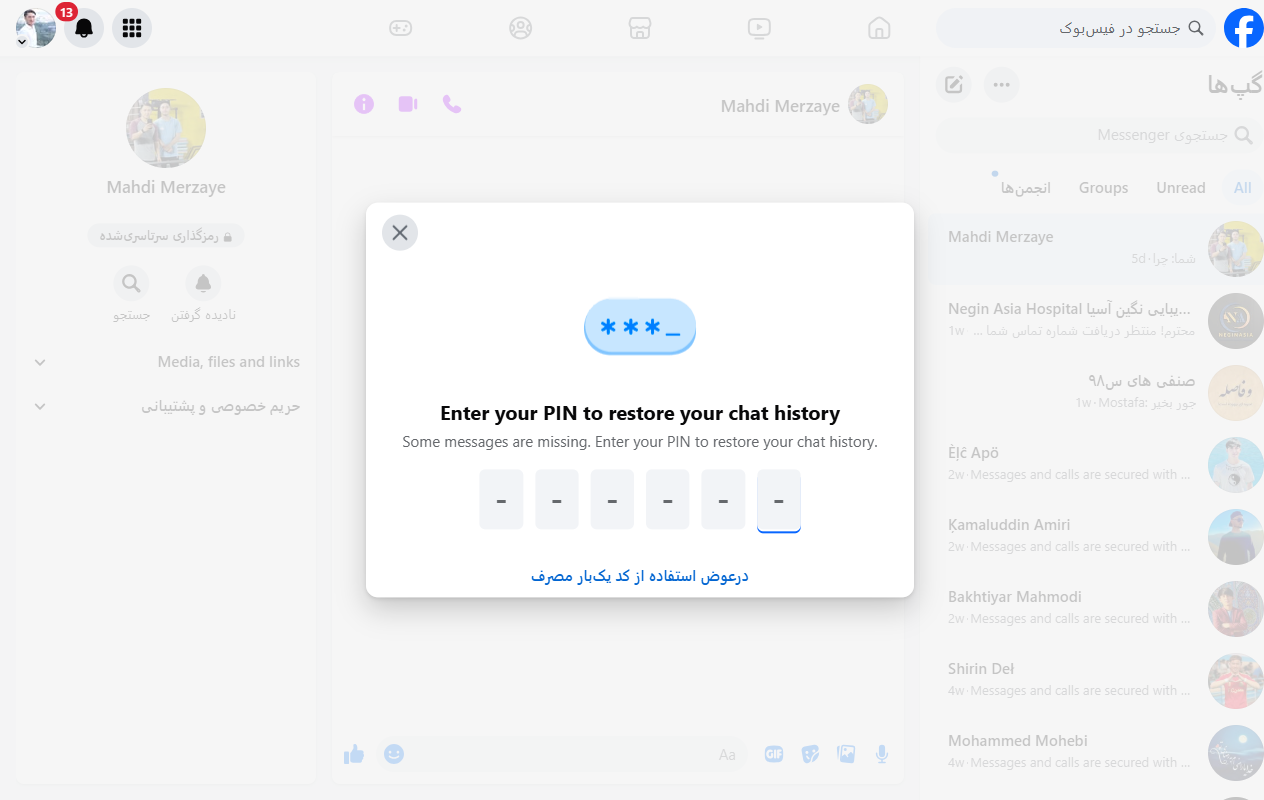 جستجو در فیس‌بوک
13
گپ‌ها
جستجوی Messenger
All
Unread
Groups
انجمن‌ها
Mahdi Merzaye
شما: چرا · 5d
Negin Asia Hospital زیبایی نگین آسیا...
محترم! منتظر دریافت شماره تماس شما ... · 1w
صنفی های س۹۸
Mostafa: جور بخیر · 1w
Èļċ Apö
Messages and calls are secured with ... · 2w
Ķamaluddin Amiri
Messages and calls are secured with ... · 2w
Bakhtiyar Mahmodi
Messages and calls are secured with ... · 2w
Shirin Deł
Messages and calls are secured with ... · 4w
Mohammed Mohebi
Messages and calls are secured with ... · 4w
Mahdi Merzaye
***_
Enter your PIN to restore your chat history
Some messages are missing. Enter your PIN to restore your chat history.
- - - - - -
درعوض استفاده از کد یک‌بار مصرف
Aa
GIF
Mahdi Merzaye
رمزگذاری سرتاسری‌شده
نادیده گرفتن
جستجو
Media, files and links
حریم خصوصی و پشتیبانی